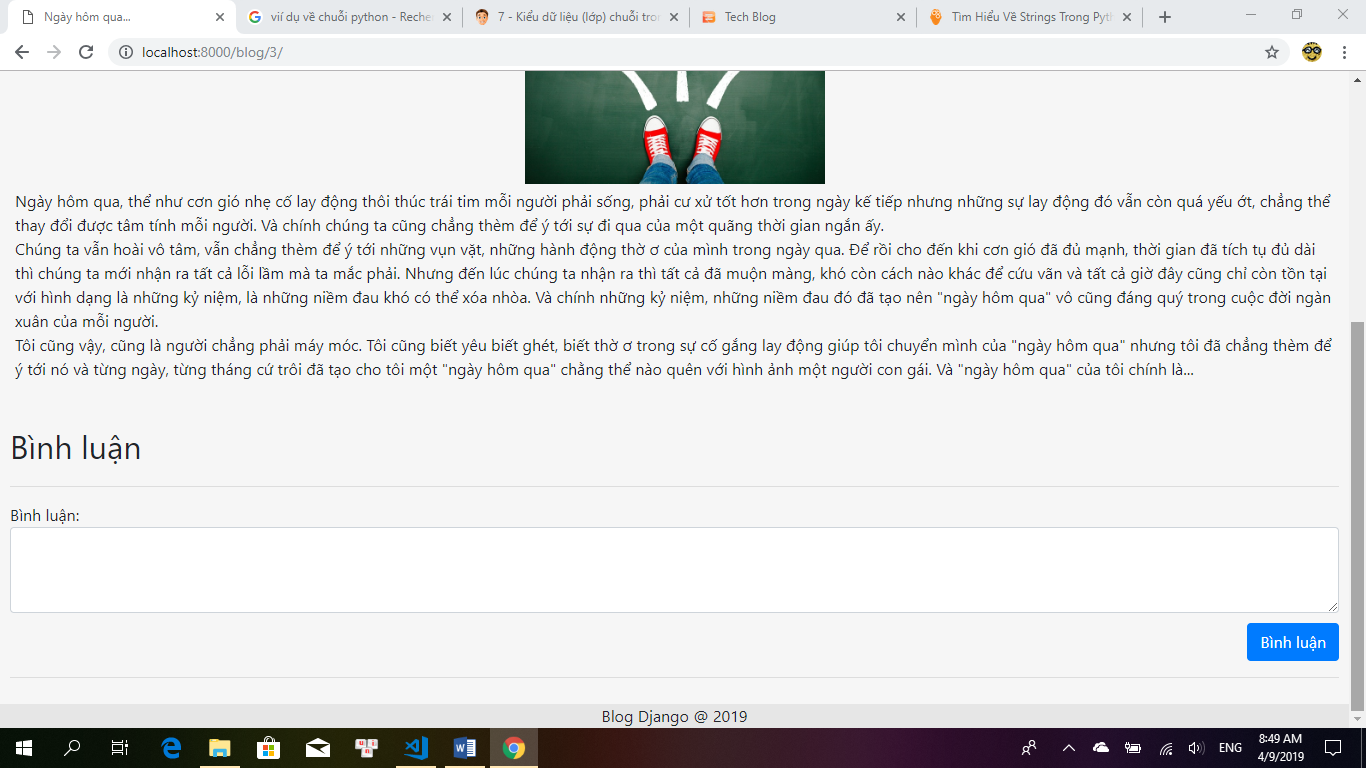 Ngày hôm qua...
vií dụ về chuỗi python - Reche
7 - Kiểu dữ liệu (lớp) chuỗi tron
Tech Blog
Tìm Hiểu Về Strings Trong Pyth
localhost:8000/blog/3/
Ngày hôm qua, thể như cơn gió nhẹ cố lay động thôi thúc trái tim mỗi người phải sống, phải cư xử tốt hơn trong ngày kế tiếp nhưng những sự lay động đó vẫn còn quá yếu ớt, chẳng thể
thay đổi được tâm tính mỗi người. Và chính chúng ta cũng chẳng thèm để ý tới sự đi qua của một quãng thời gian ngắn ấy.
Chúng ta vẫn hoài vô tâm, vẫn chẳng thèm để ý tới những vụn vặt, những hành động thờ ơ của mình trong ngày qua. Để rồi cho đến khi cơn gió đã đủ mạnh, thời gian đã tích tụ đủ dài
thì chúng ta mới nhận ra tất cả lỗi lầm mà ta mắc phải. Nhưng đến lúc chúng ta nhận ra thì tất cả đã muộn màng, khó còn cách nào khác để cứu vãn và tất cả giờ đây cũng chỉ còn tồn tại
với hình dạng là những kỷ niệm, là những niềm đau khó có thể xóa nhòa. Và chính những kỷ niệm, những niềm đau đó đã tạo nên "ngày hôm qua" vô cũng đáng quý trong cuộc đời ngàn
xuân của mỗi người.
Tôi cũng vậy, cũng là người chẳng phải máy móc. Tôi cũng biết yêu biết ghét, biết thờ ơ trong sự cố gắng lay động giúp tôi chuyển mình của "ngày hôm qua" nhưng tôi đã chẳng thèm để
ý tới nó và từng ngày, từng tháng cứ trôi đã tạo cho tôi một "ngày hôm qua" chẳng thể nào quên với hình ảnh một người con gái. Và "ngày hôm qua" của tôi chính là...
Bình luận
Bình luận:
Bình luận
Blog Django @ 2019
ENG
8:49 AM
4/9/2019